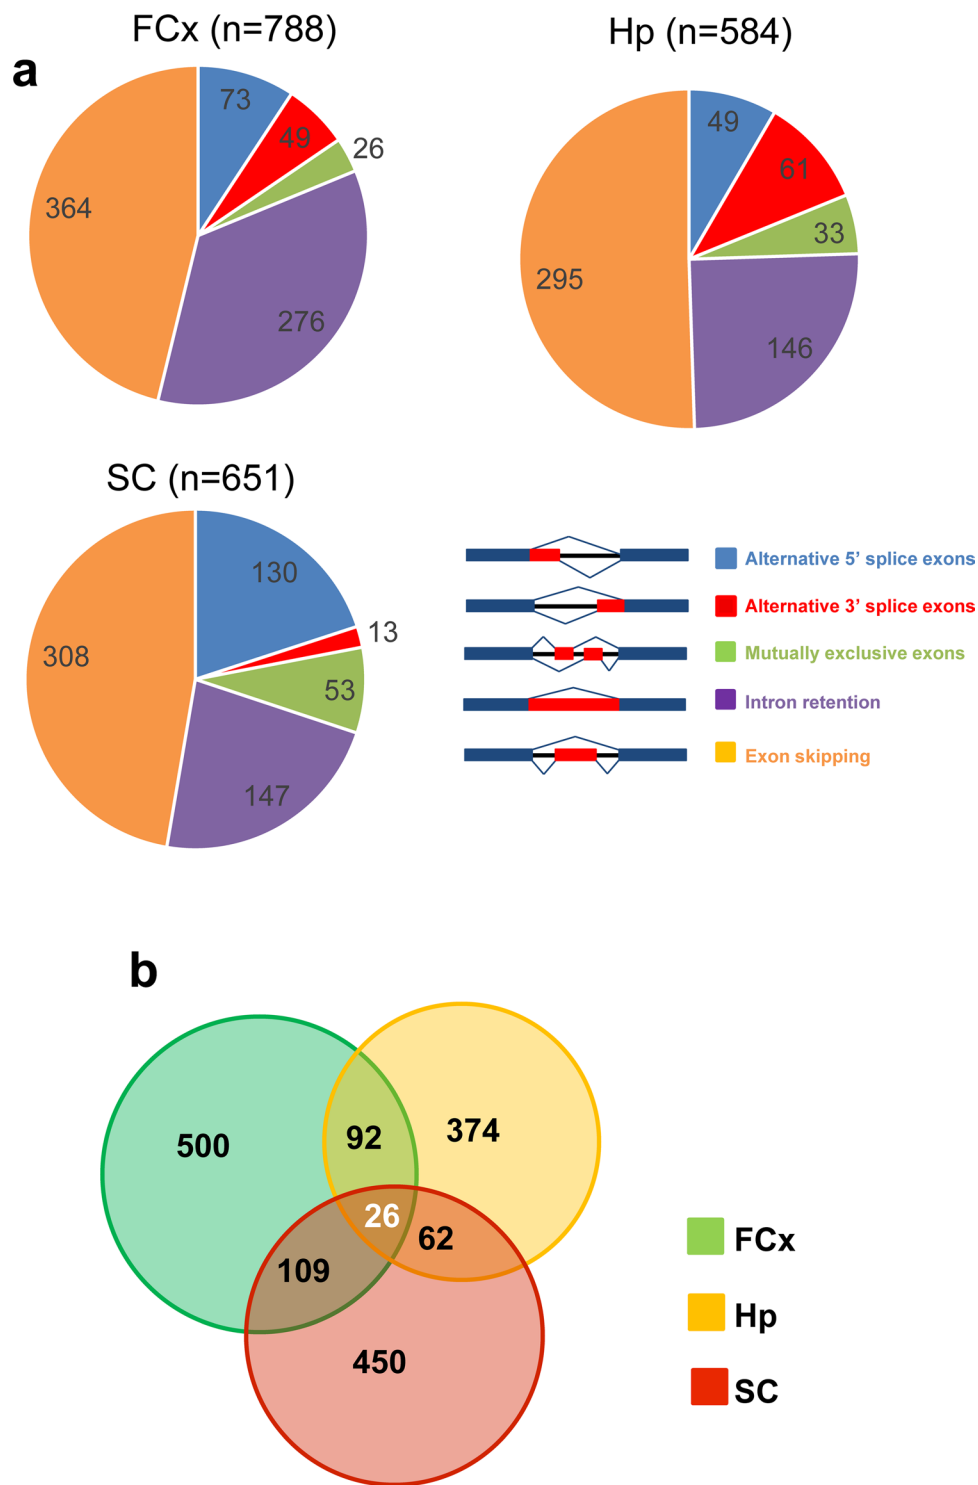 FCx (n=788)
Hp (n=584)
a
73
49
26
364
276
49
61
33
295
146
SC (n=651)
130
13
308
53
147
Alternative 5’ splice exons
Alternative 3’ splice exons
Mutually exclusive exons
Intron retention
Exon skipping
b
500
92
374
26
62
109
450
FCx
Hp
SC